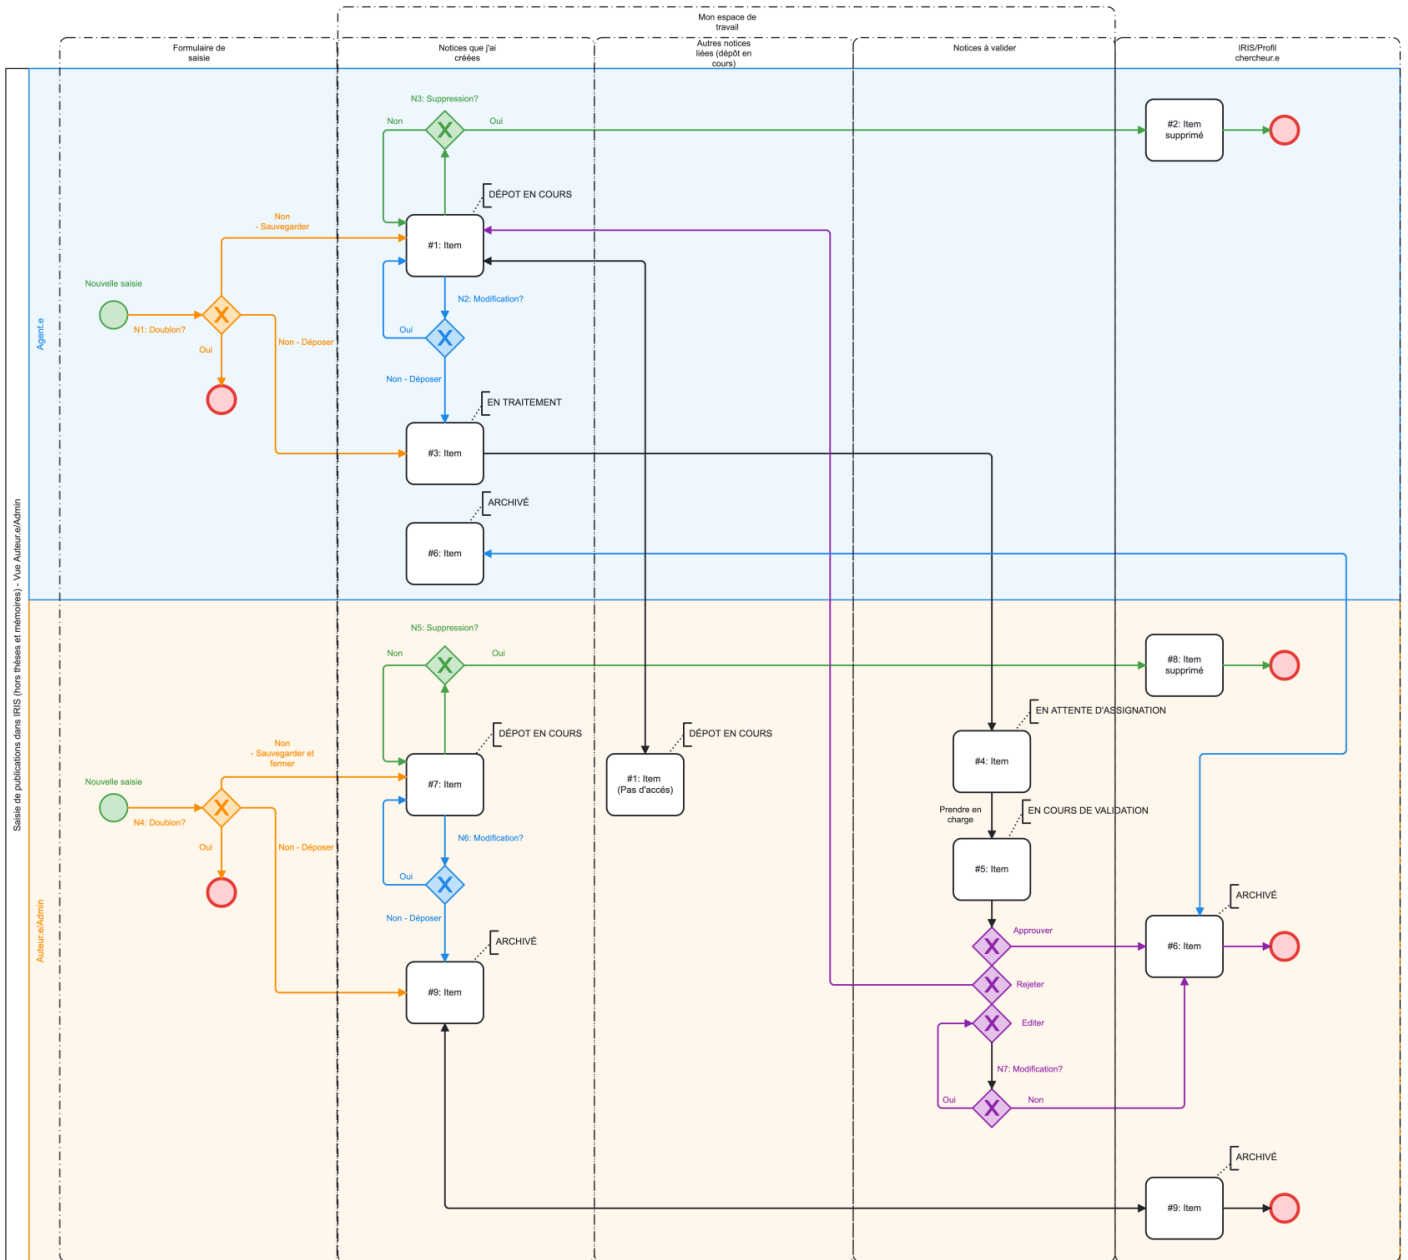 Mon espace de
travail
Formulaire de
saisie
Notices que j'ai
créées
Autres notices
liées (dépôt en
cours)
Notices à valider
IRIS/Profil
chercheur.e
Saisie de publications dans IRIS (hors thèses et mémoires) - Vue Auteur.e/Admin
Agent.e
N3: Suppression?
Non
Oui
X
#2: Item
supprimé
DÉPOT EN COURS
Non
- Sauvegarder
#1: Item
Nouvelle saisie
N1: Doublon?
X
Oui
Non - Déposer
N2: Modification?
Oui
X
Non - Déposer
EN TRAITEMENT
#3: Item
ARCHIVÉ
#6: Item
Auteur.e/Admin
N5: Suppression?
Non
Oui
X
#8: Item
supprimé
EN ATTENTE D'ASSIGNATION
DÉPOT EN COURS
DÉPOT EN COURS
Non
- Sauvegarder et
fermer
#7: Item
#1: Item
(Pas d'accés)
#4: Item
Nouvelle saisie
N4: Doublon?
X
Oui
Non - Déposer
Prendre en
charge
EN COURS DE VALIDATION
N6: Modification?
Oui
X
Non - Déposer
#5: Item
ARCHIVÉ
X
Approuver
#6: Item
ARCHIVÉ
#9: Item
X
Rejeter
X
Editer
N7: Modification?
Oui
X
Non
ARCHIVÉ
#9: Item